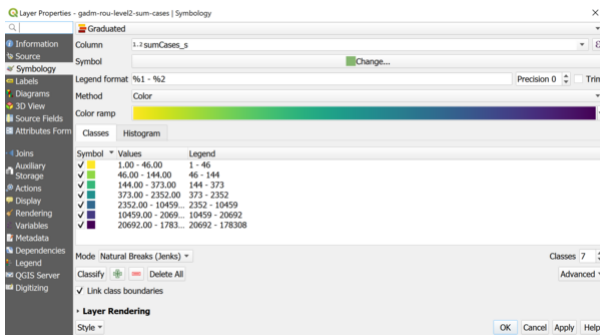 Layer Properties - gadm-rou-level2-sum-cases | Symbology
Graduated
Information
Source
Symbology
Labels
Diagrams
3D View
Source Fields
Attributes Form
Joins
Auxiliary
Storage
Actions
Display
Rendering
Variables
Metadata
Dependencies
Legend
QGIS Server
Digitizing
Column 1.2 sumCases_s
Symbol Change...
Legend format %1 - %2 Precision 0 Trim
Method Color
Color ramp
Classes Histogram
Symbol Values Legend
1.00 - 46.00 1 - 46
46.00 - 144.00 46 - 144
144.00 - 373.00 144 - 373
373.00 - 2352.00 373 - 2352
2352.00 - 10459... 2352 - 10459
10459.00 - 2069... 10459 - 20692
20692.00 - 1783... 20692 - 178308
Mode Natural Breaks (Jenks) Classes 7
Classify Delete All Advanced
Link class boundaries
Layer Rendering
Style OK Cancel Apply Help